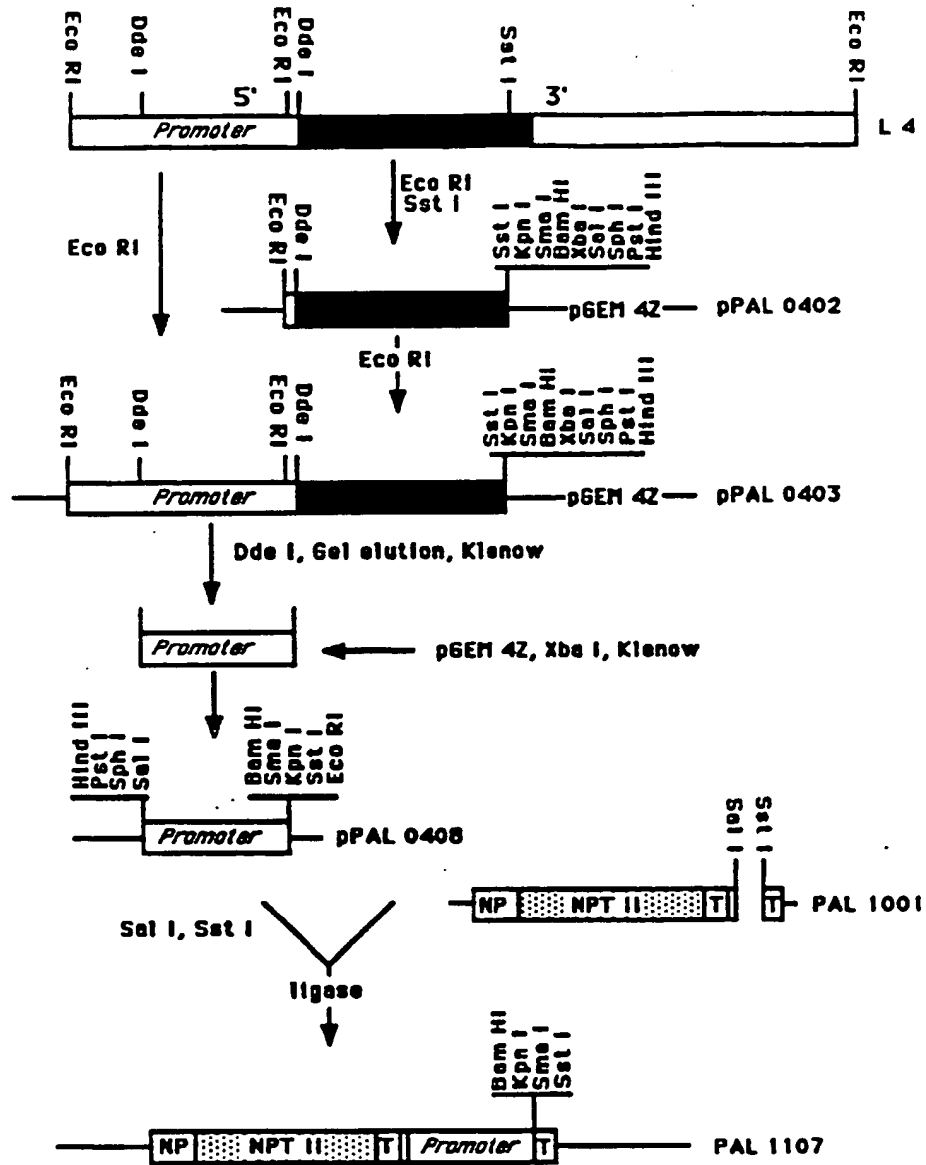 Eco RI
Dde I
Eco RI
Dde I
Sst I
Eco RI
5'
3'
Promoter
L 4
Eco RI
Eco RI
Sst I
Eco RI
Dde I
Sst I
Kpn I
Sma I
Bam HI
Xba I
Sal I
Sph I
Pst I
Hind III
pGEM 4Z
pPAL 0402
Eco RI
Eco RI
Dde I
Eco RI
Dde I
Sst I
Kpn I
Sma I
Bam HI
Xba I
Sal I
Sph I
Pst I
Hind III
Promoter
pGEM 4Z
pPAL 0403
Dde I, Gel elution, Klenow
Promoter
pGEM 4Z, Xba I, Klenow
Hind III
Pst I
Sph I
Sal I
Bam HI
Sma I
Kpn I
Sst I
Eco RI
Promoter
pPAL 0408
Sal I
Sst I
NP
NPT II
T
T
PAL 1001
Sal I, Sst I
ligase
Bam HI
Kpn I
Sma I
Sst I
NP
NPT II
T
Promoter
T
PAL 1107